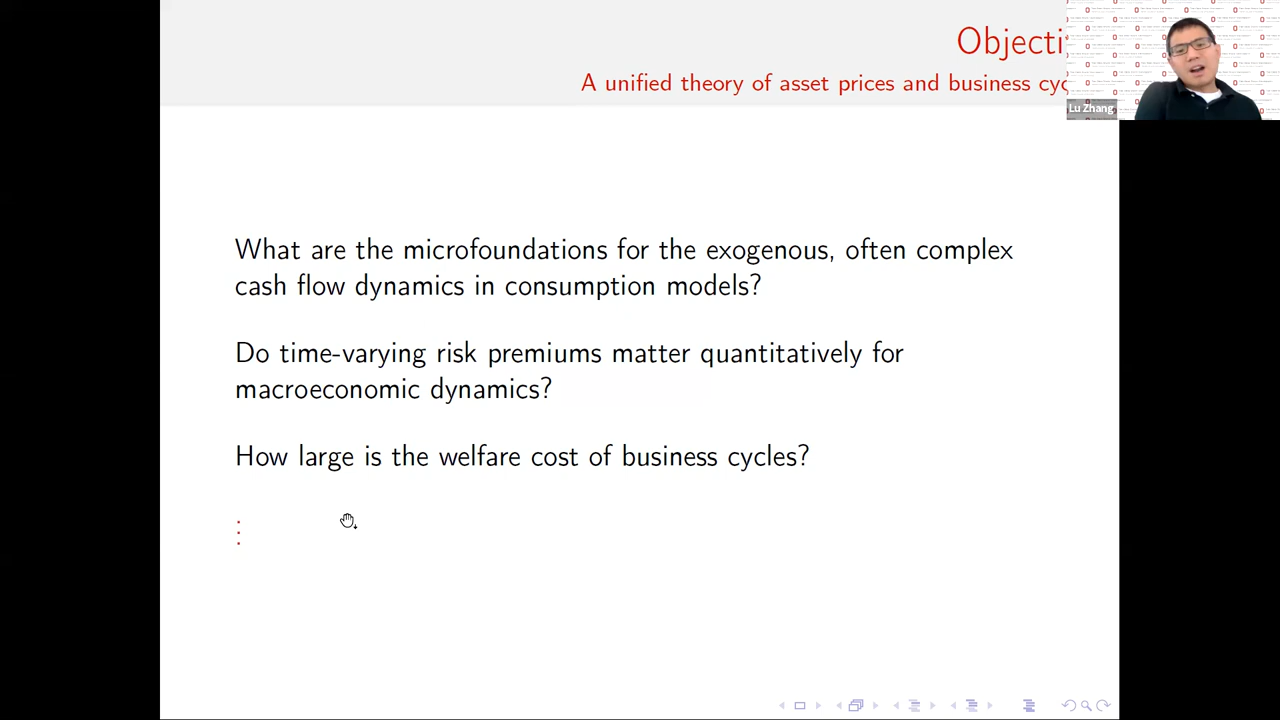 Objecti
A unified theory of asset prices and business cyc
Lu Zhang
What are the microfoundations for the exogenous, often complex
cash flow dynamics in consumption models?
Do time-varying risk premiums matter quantitatively for
macroeconomic dynamics?
How large is the welfare cost of business cycles?